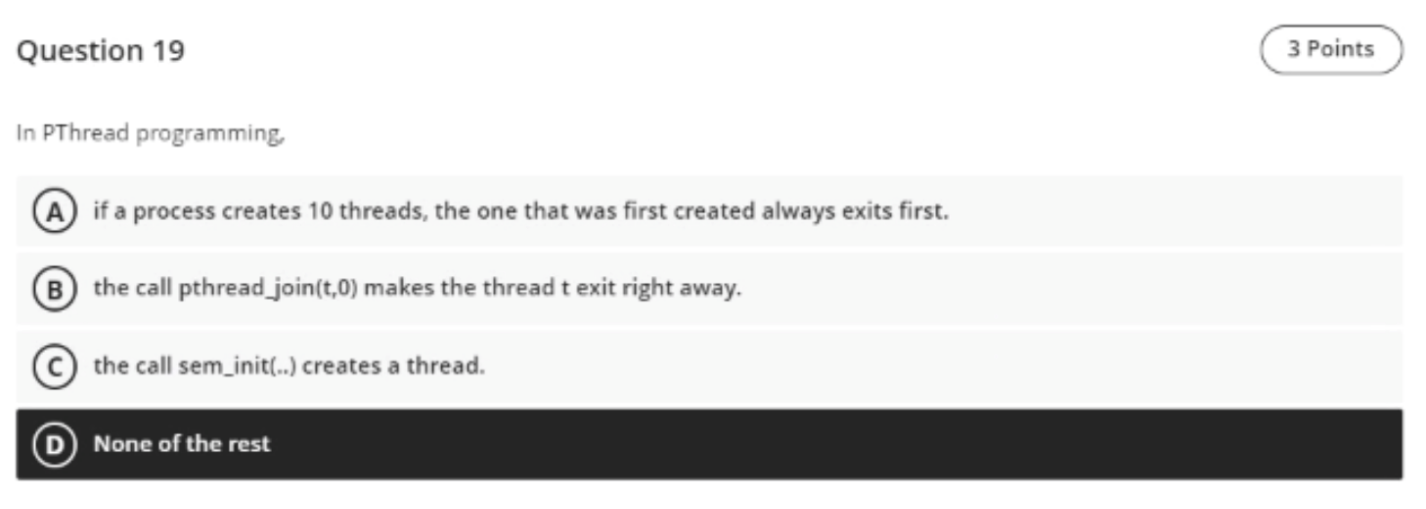 Question 19
3 Points
In PThread programming,
A if a process creates 10 threads, the one that was first created always exits first.
B the call pthread_join(t,0) makes the thread t exit right away.
C the call sem_init(..) creates a thread.
D None of the rest